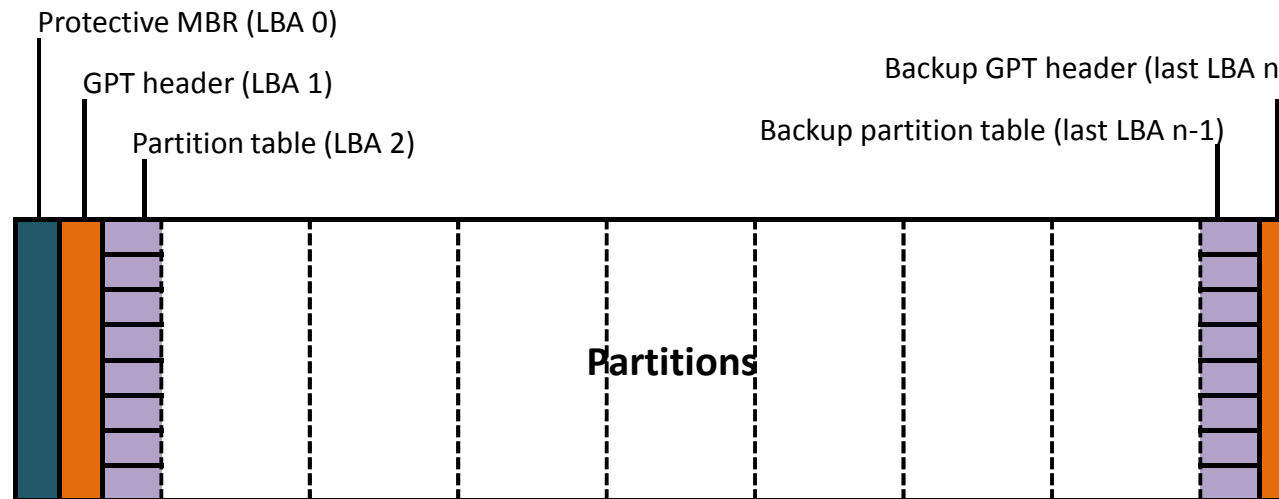 Protective MBR (LBA 0)
GPT header (LBA 1)
Backup GPT header (last LBA n
Partition table (LBA 2)
Backup partition table (last LBA n-1)
Partitions